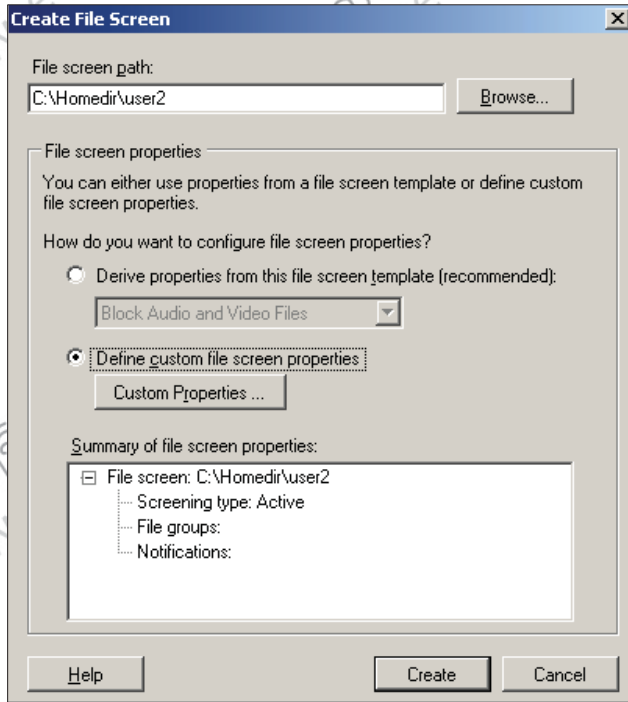 Create File Screen
File screen path:
C:\Homedir\user2
Browse...
File screen properties
You can either use properties from a file screen template or define custom
file screen properties.
How do you want to configure file screen properties?
Derive properties from this file screen template (recommended):
Block Audio and Video Files
Define custom file screen properties
Custom Properties ...
Summary of file screen properties:
File screen: C:\Homedir\user2
Screening type: Active
File groups:
Notifications:
Help
Create
Cancel